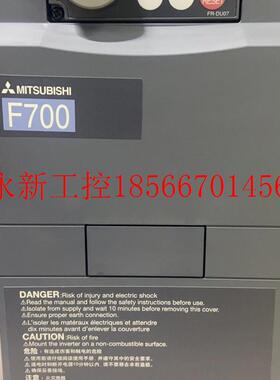 RESET
FR-DU07
MITSUBISHI
F700
永新工控18566701456
DANGER :Risk of injury and electric shock
Read the manual and follow the safety instructions before use.
Isolate from supply and wait 10 minutes before removing this cover.
Ensure proper earth connection.
L'isoler des courants électriques et attendre
dix minutes avant d'enlever la couverture
CAUTION :Risk of fire
Mount the inverter on a non-combustible surface.
危险